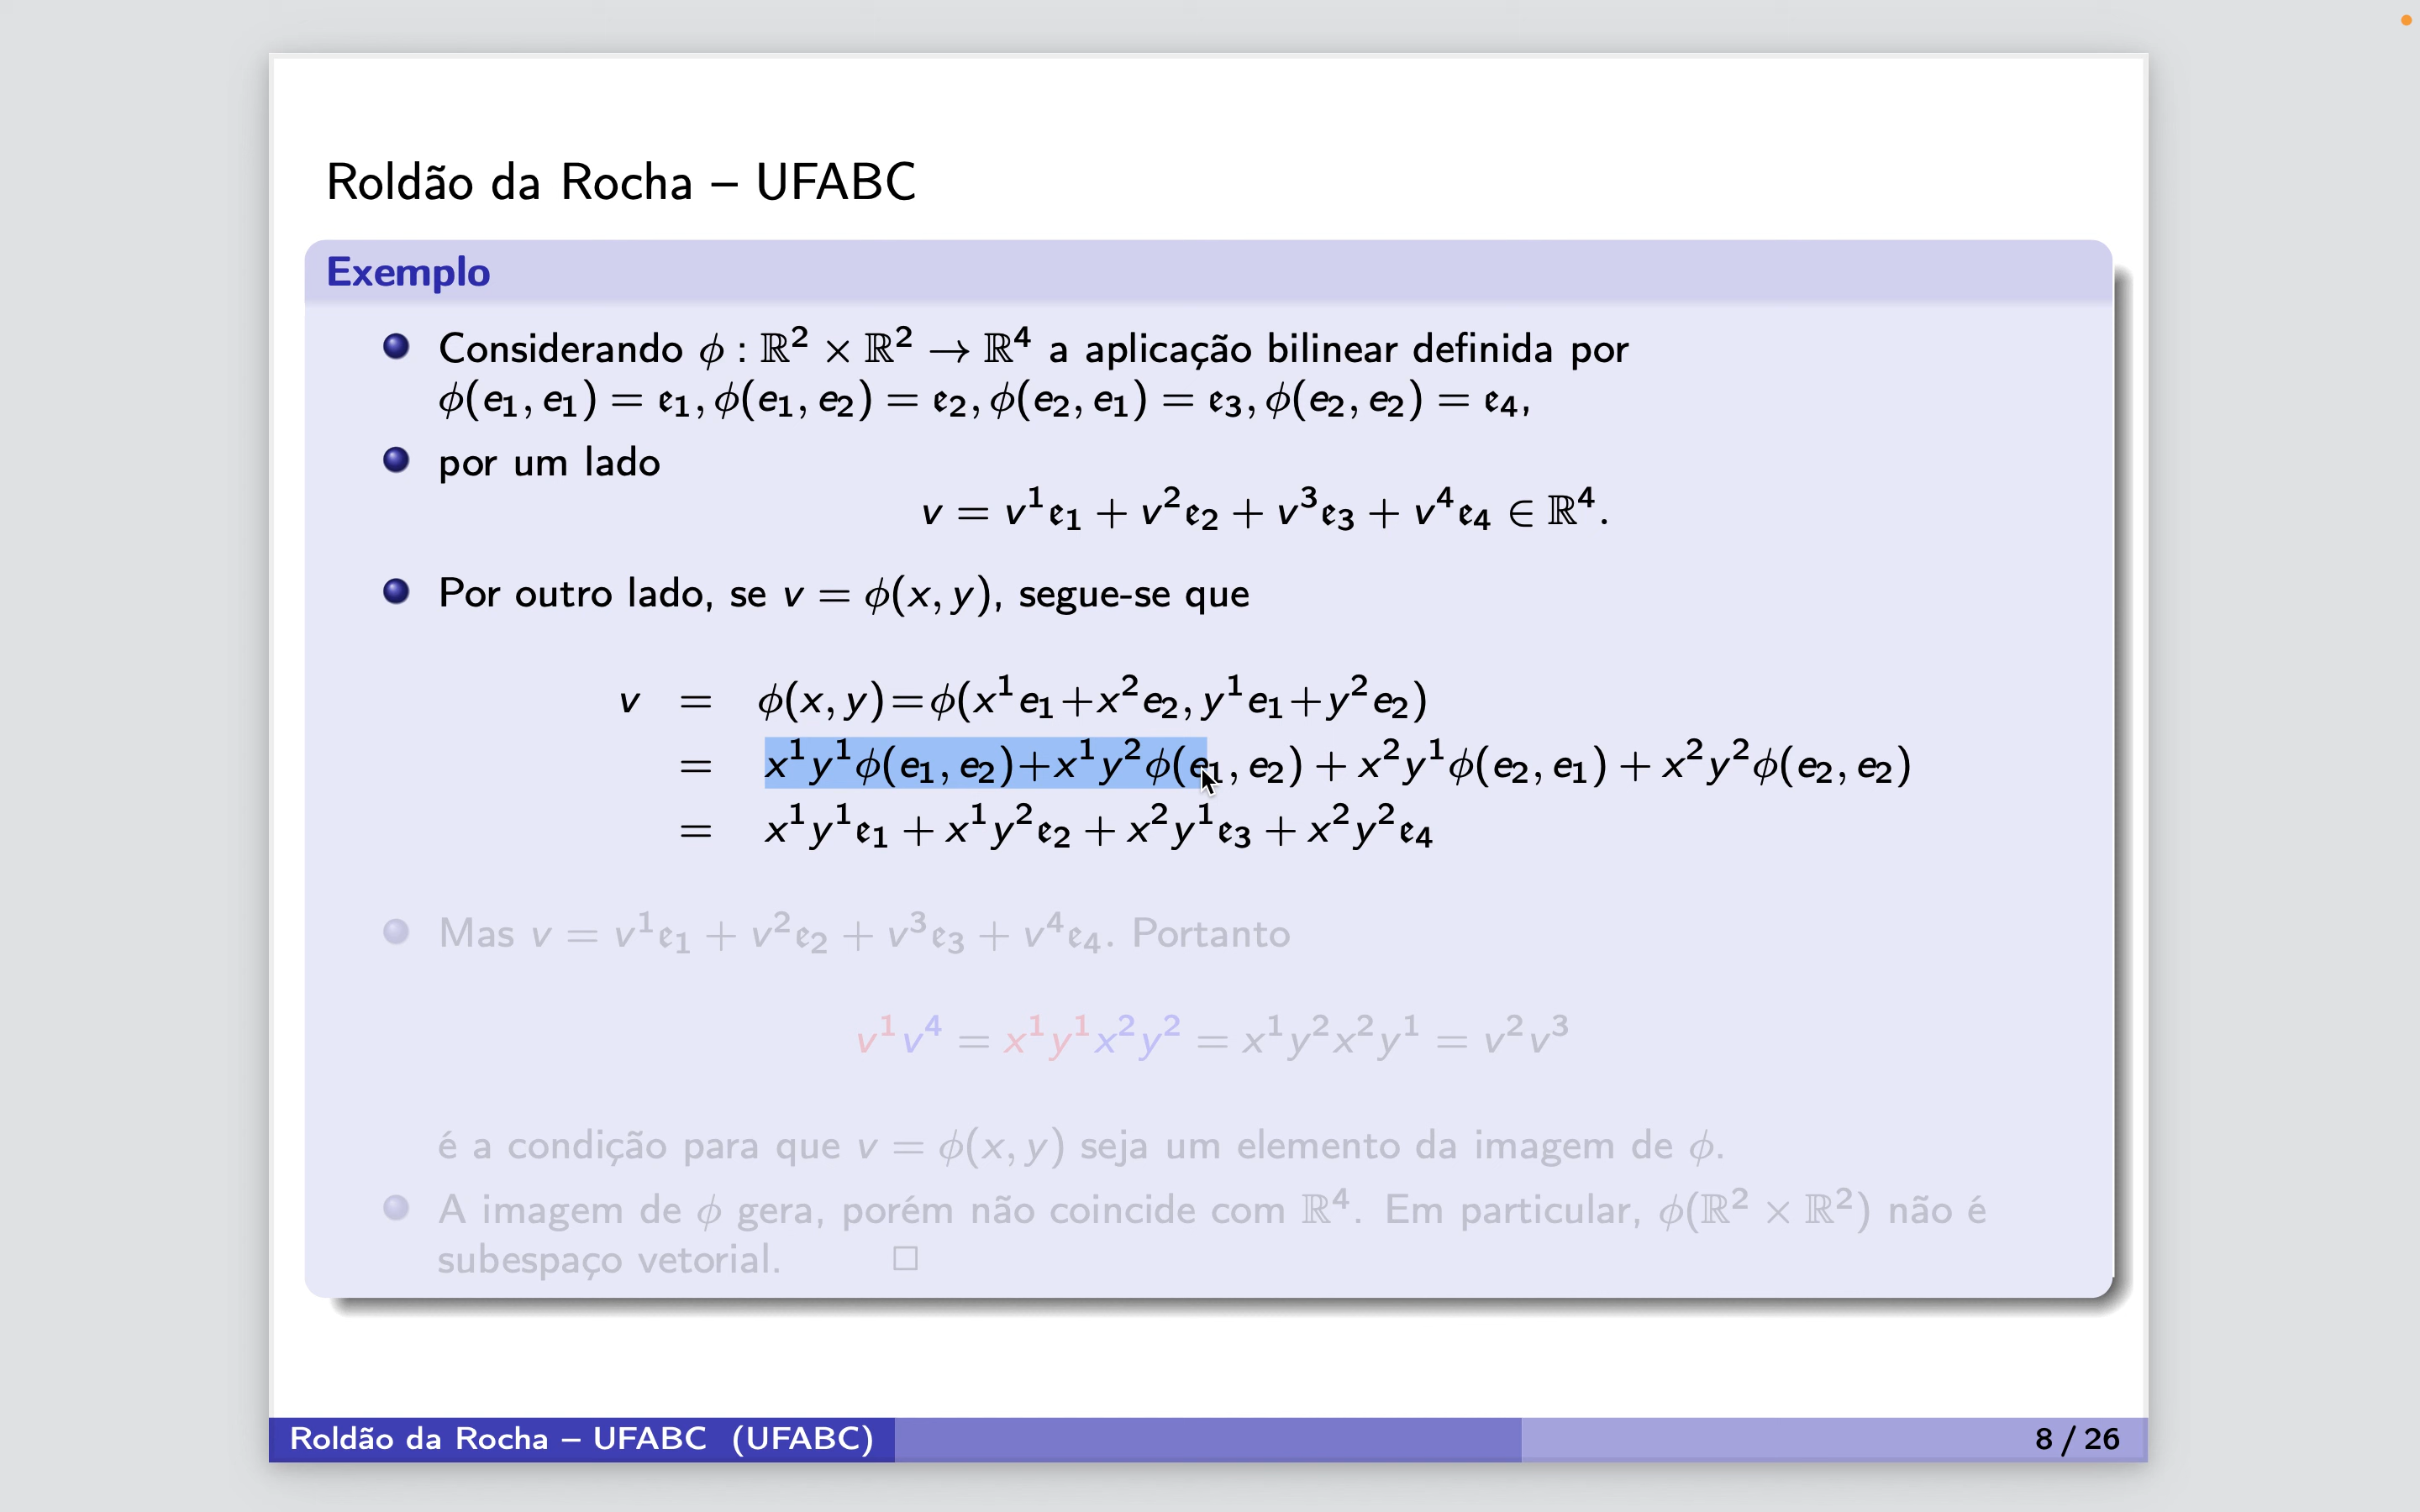 Roldão da Rocha – UFABC
Exemplo
Considerando ϕ : ℝ² × ℝ² → ℝ⁴ a aplicação bilinear definida por
ϕ(e₁, e₁) = 𝔢₁, ϕ(e₁, e₂) = 𝔢₂, ϕ(e₂, e₁) = 𝔢₃, ϕ(e₂, e₂) = 𝔢₄,
por um lado
v = v¹𝔢₁ + v²𝔢₂ + v³𝔢₃ + v⁴𝔢₄ ∈ ℝ⁴.
Por outro lado, se v = ϕ(x, y), segue-se que
v = ϕ(x, y)=ϕ(x¹e₁+x²e₂, y¹e₁+y²e₂)
= x¹y¹ϕ(e₁, e₂)+x¹y²ϕ(e₁, e₂) + x²y¹ϕ(e₂, e₁) + x²y²ϕ(e₂, e₂)
= x¹y¹𝔢₁ + x¹y²𝔢₂ + x²y¹𝔢₃ + x²y²𝔢₄
Mas v = v¹𝔢₁ + v²𝔢₂ + v³𝔢₃ + v⁴𝔢₄. Portanto
v¹v⁴ = x¹y¹x²y² = x¹y²x²y¹ = v²v³
é a condição para que v = ϕ(x, y) seja um elemento da imagem de ϕ.
A imagem de ϕ gera, porém não coincide com ℝ⁴. Em particular, ϕ(ℝ² × ℝ²) não é
subespaço vetorial. □
Roldão da Rocha – UFABC (UFABC)
8 / 26